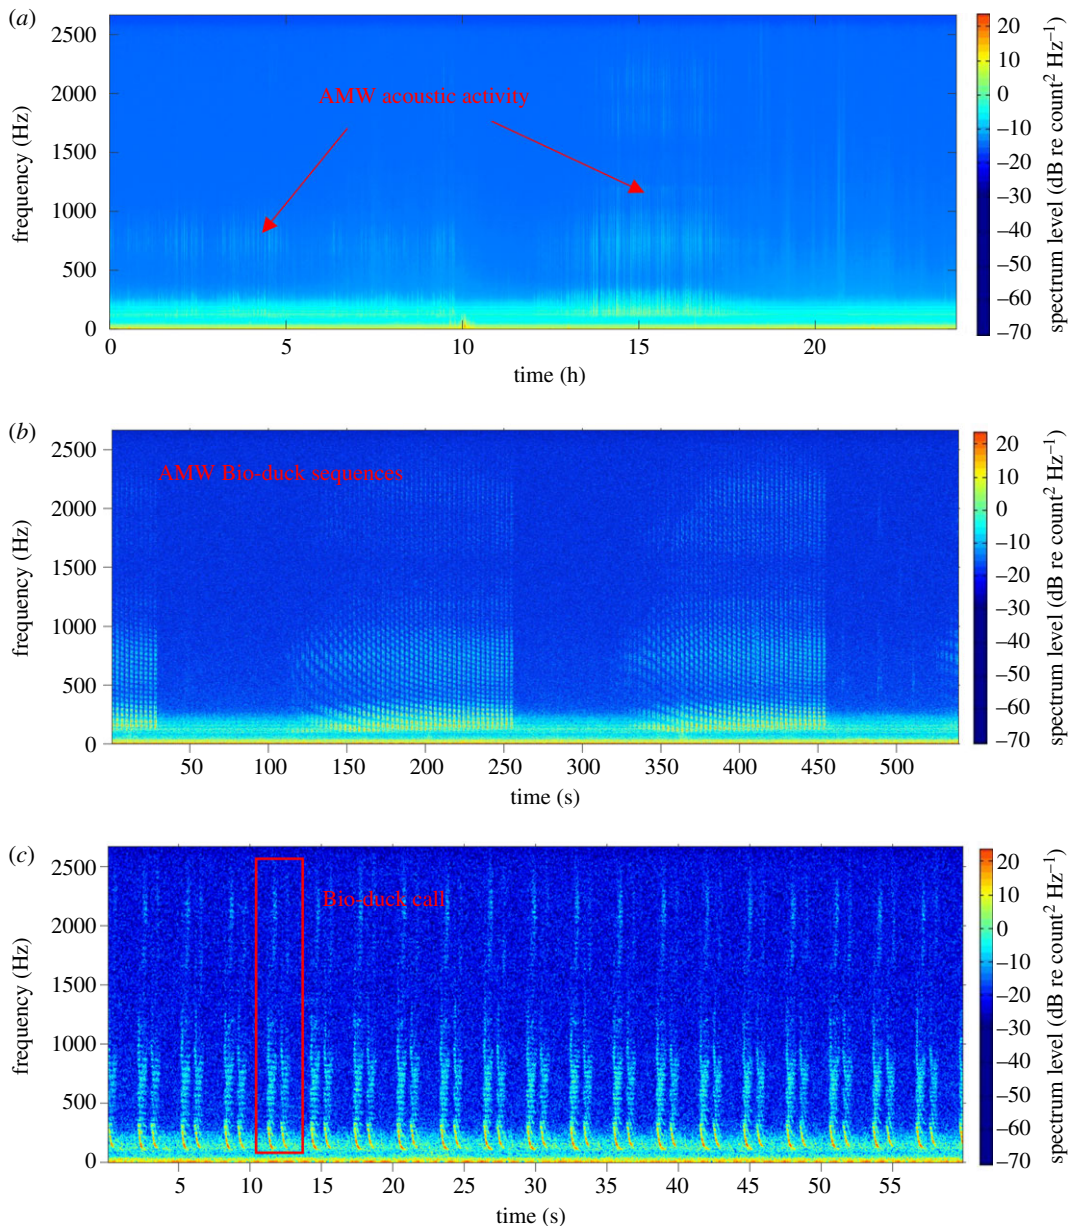 (a)
2500
2000
1500
1000
500
0
frequency (Hz)
AMW acoustic activity
0 5 10 15 20
time (h)
20
10
0
–10
–20
–30
–40
–50
–60
–70
spectrum level (dB re count² Hz⁻¹)
(b)
2500
2000
1500
1000
500
0
frequency (Hz)
AMW Bio-duck sequences
50 100 150 200 250 300 350 400 450 500
time (s)
20
10
0
–10
–20
–30
–40
–50
–60
–70
spectrum level (dB re count² Hz⁻¹)
(c)
2500
2000
1500
1000
500
0
frequency (Hz)
Bio-duck call
5 10 15 20 25 30 35 40 45 50 55
time (s)
20
10
0
–10
–20
–30
–40
–50
–60
–70
spectrum level (dB re count² Hz⁻¹)